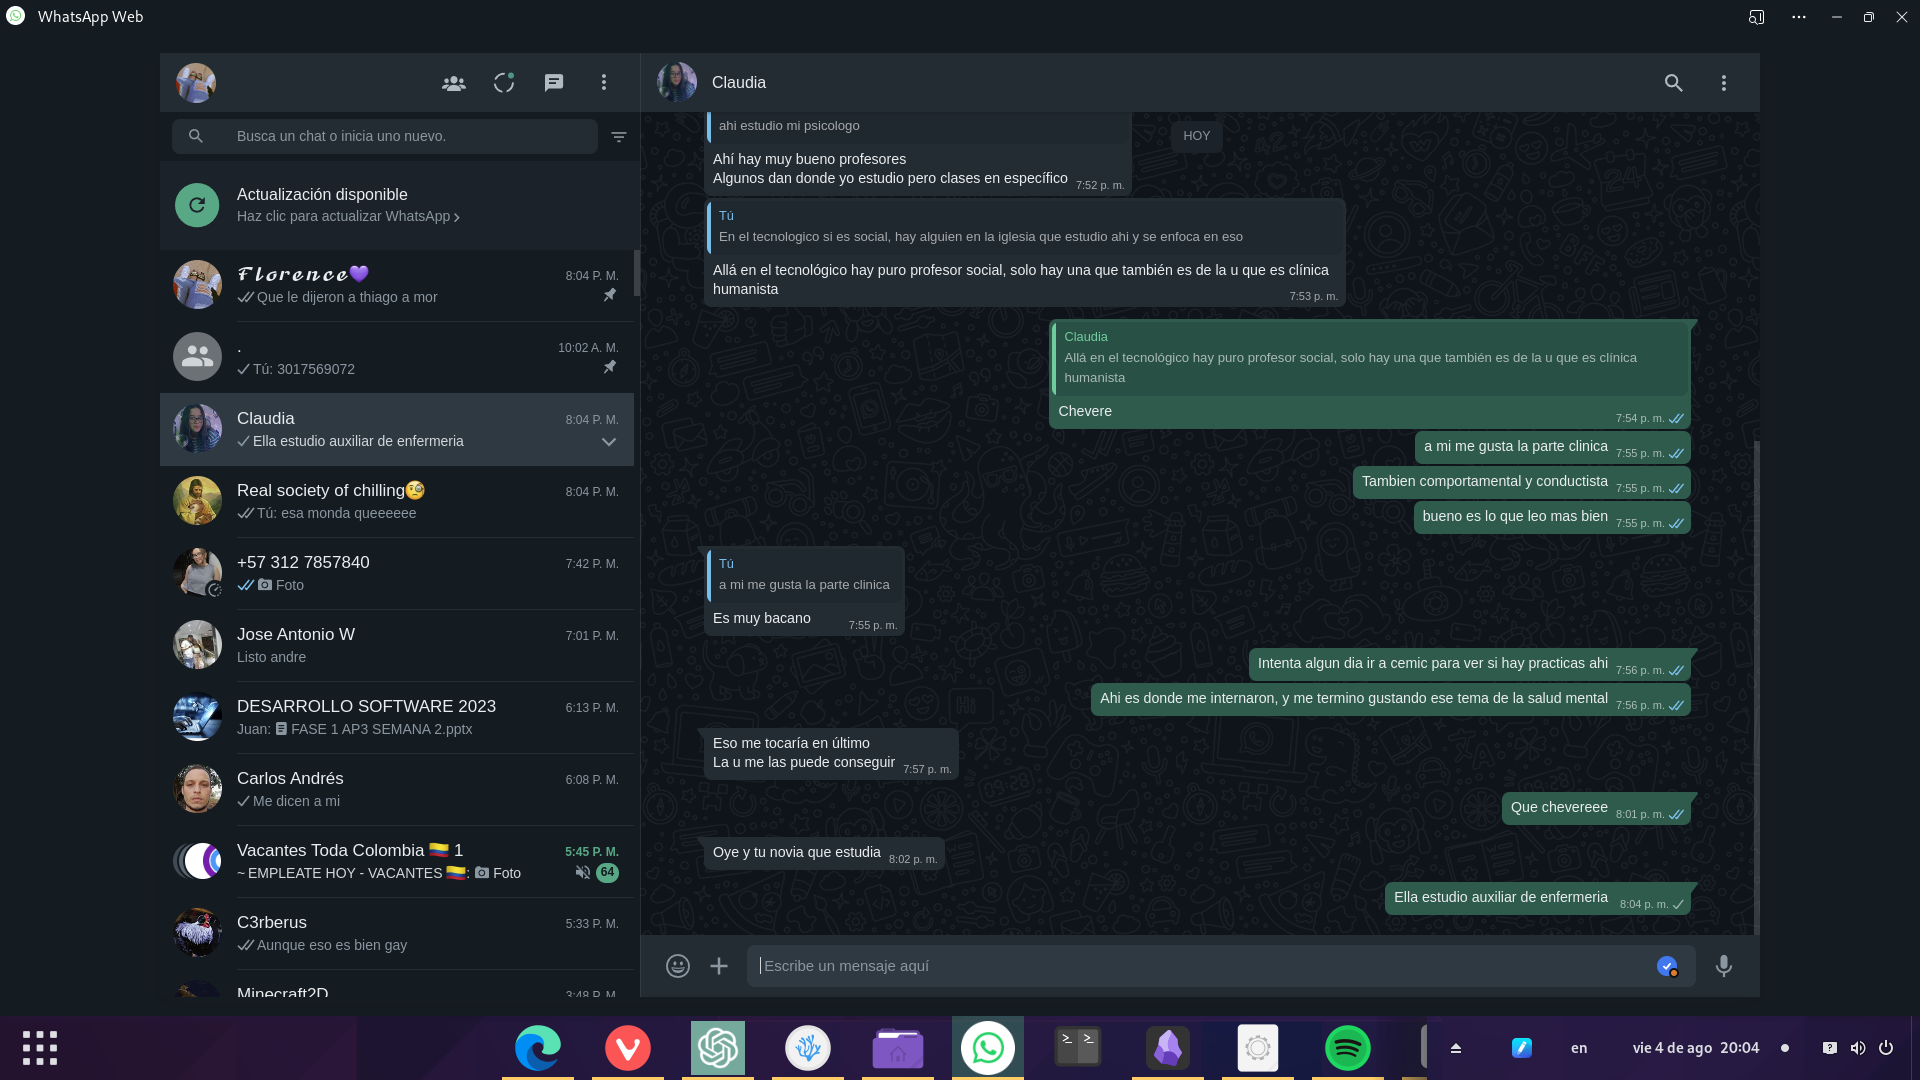 WhatsApp Web
Busca un chat o inicia uno nuevo.
Actualización disponible
Haz clic para actualizar WhatsApp
𝓕𝓵𝓸𝓻𝓮𝓷𝓬𝓮💜 8:04 P. M.
Que le dijeron a thiago a mor
. 10:02 A. M.
Tú: 3017569072
Claudia 8:04 P. M.
Ella estudio auxiliar de enfermeria
Real society of chilling🧐 8:04 P. M.
Tú: esa monda queeeeee
+57 312 7857840 7:42 P. M.
Foto
Jose Antonio W 7:01 P. M.
Listo andre
DESARROLLO SOFTWARE 2023 6:13 P. M.
Juan: FASE 1 AP3 SEMANA 2.pptx
Carlos Andrés 6:08 P. M.
Me dicen a mi
Vacantes Toda Colombia 🇨🇴 1 5:45 P. M.
~ EMPLEATE HOY - VACANTES 🇨🇴: Foto 64
C3rberus 5:33 P. M.
Aunque eso es bien gay
Minecraft2D 3:48 P. M.
Claudia
HOY
ahi estudio mi psicologo
Ahí hay muy bueno profesores
Algunos dan donde yo estudio pero clases en específico 7:52 p. m.
Tú
En el tecnologico si es social, hay alguien en la iglesia que estudio ahi y se enfoca en eso
Allá en el tecnológico hay puro profesor social, solo hay una que también es de la u que es clínica
humanista 7:53 p. m.
Claudia
Allá en el tecnológico hay puro profesor social, solo hay una que también es de la u que es clínica
humanista
Chevere 7:54 p. m.
a mi me gusta la parte clinica 7:55 p. m.
Tambien comportamental y conductista 7:55 p. m.
bueno es lo que leo mas bien 7:55 p. m.
Tú
a mi me gusta la parte clinica
Es muy bacano 7:55 p. m.
Intenta algun dia ir a cemic para ver si hay practicas ahi 7:56 p. m.
Ahi es donde me internaron, y me termino gustando ese tema de la salud mental 7:56 p. m.
Eso me tocaría en último
La u me las puede conseguir 7:57 p. m.
Que chevereee 8:01 p. m.
Oye y tu novia que estudia 8:02 p. m.
Ella estudio auxiliar de enfermeria 8:04 p. m.
Escribe un mensaje aquí
en vie 4 de ago 20:04